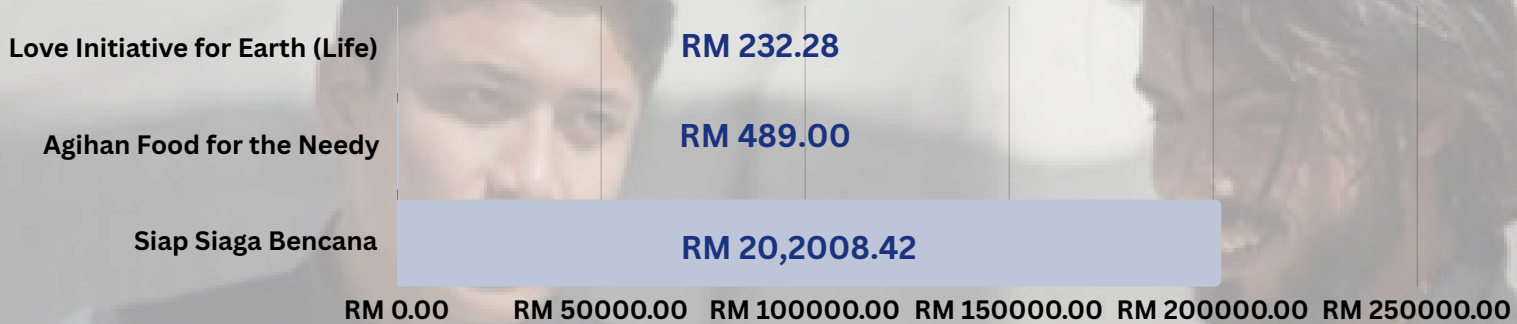 Love Initiative for Earth (Life) RM 232.28
Agihan Food for the Needy RM 489.00
Siap Siaga Bencana RM 20,2008.42
RM 0.00 RM 50000.00 RM 100000.00 RM 150000.00 RM 200000.00 RM 250000.00